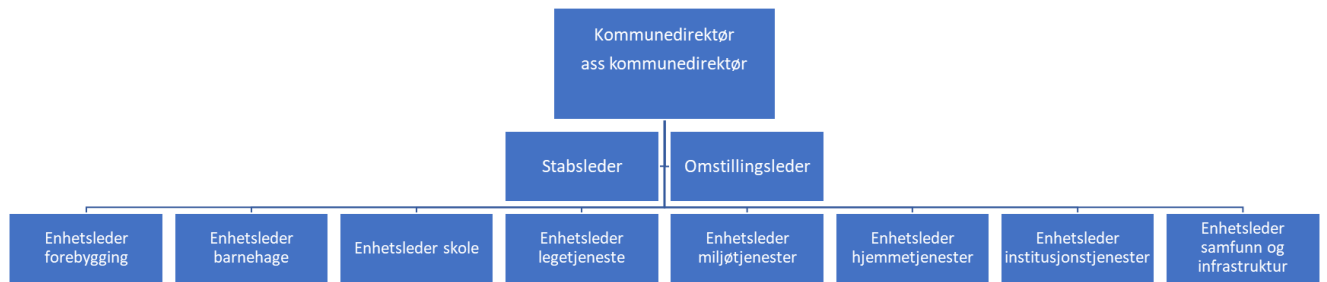 Kommunedirektør
ass kommunedirektør
Stabsleder
Omstillingsleder
Enhetsleder
forebygging
Enhetsleder
barnehage
Enhetsleder skole
Enhetsleder
legetjeneste
Enhetsleder
miljøtjenester
Enhetsleder
hjemmetjenester
Enhetsleder
institusjonstjenester
Enhetsleder
samfunn og
infrastruktur